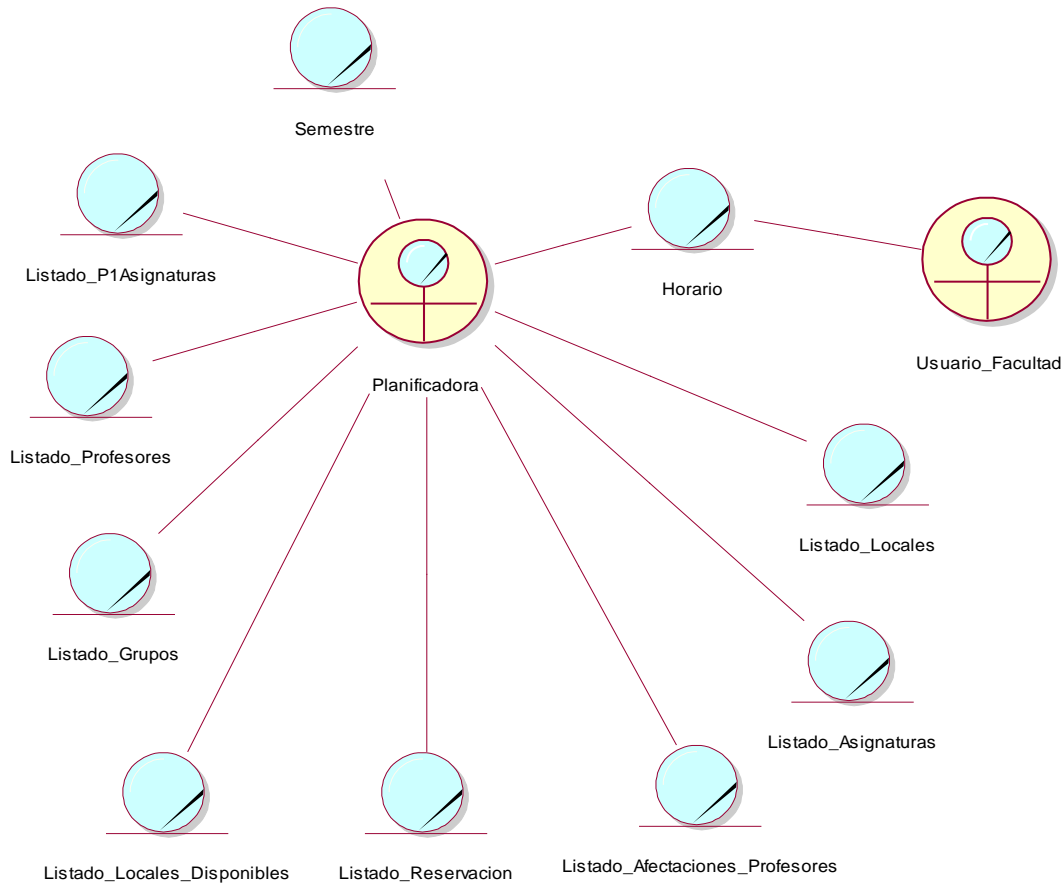 Semestre
Listado_P1Asignaturas
Horario
Usuario_Facultad
Planificadora
Listado_Profesores
Listado_Locales
Listado_Grupos
Listado_Asignaturas
Listado_Locales_Disponibles
Listado_Reservacion
Listado_Afectaciones_Profesores